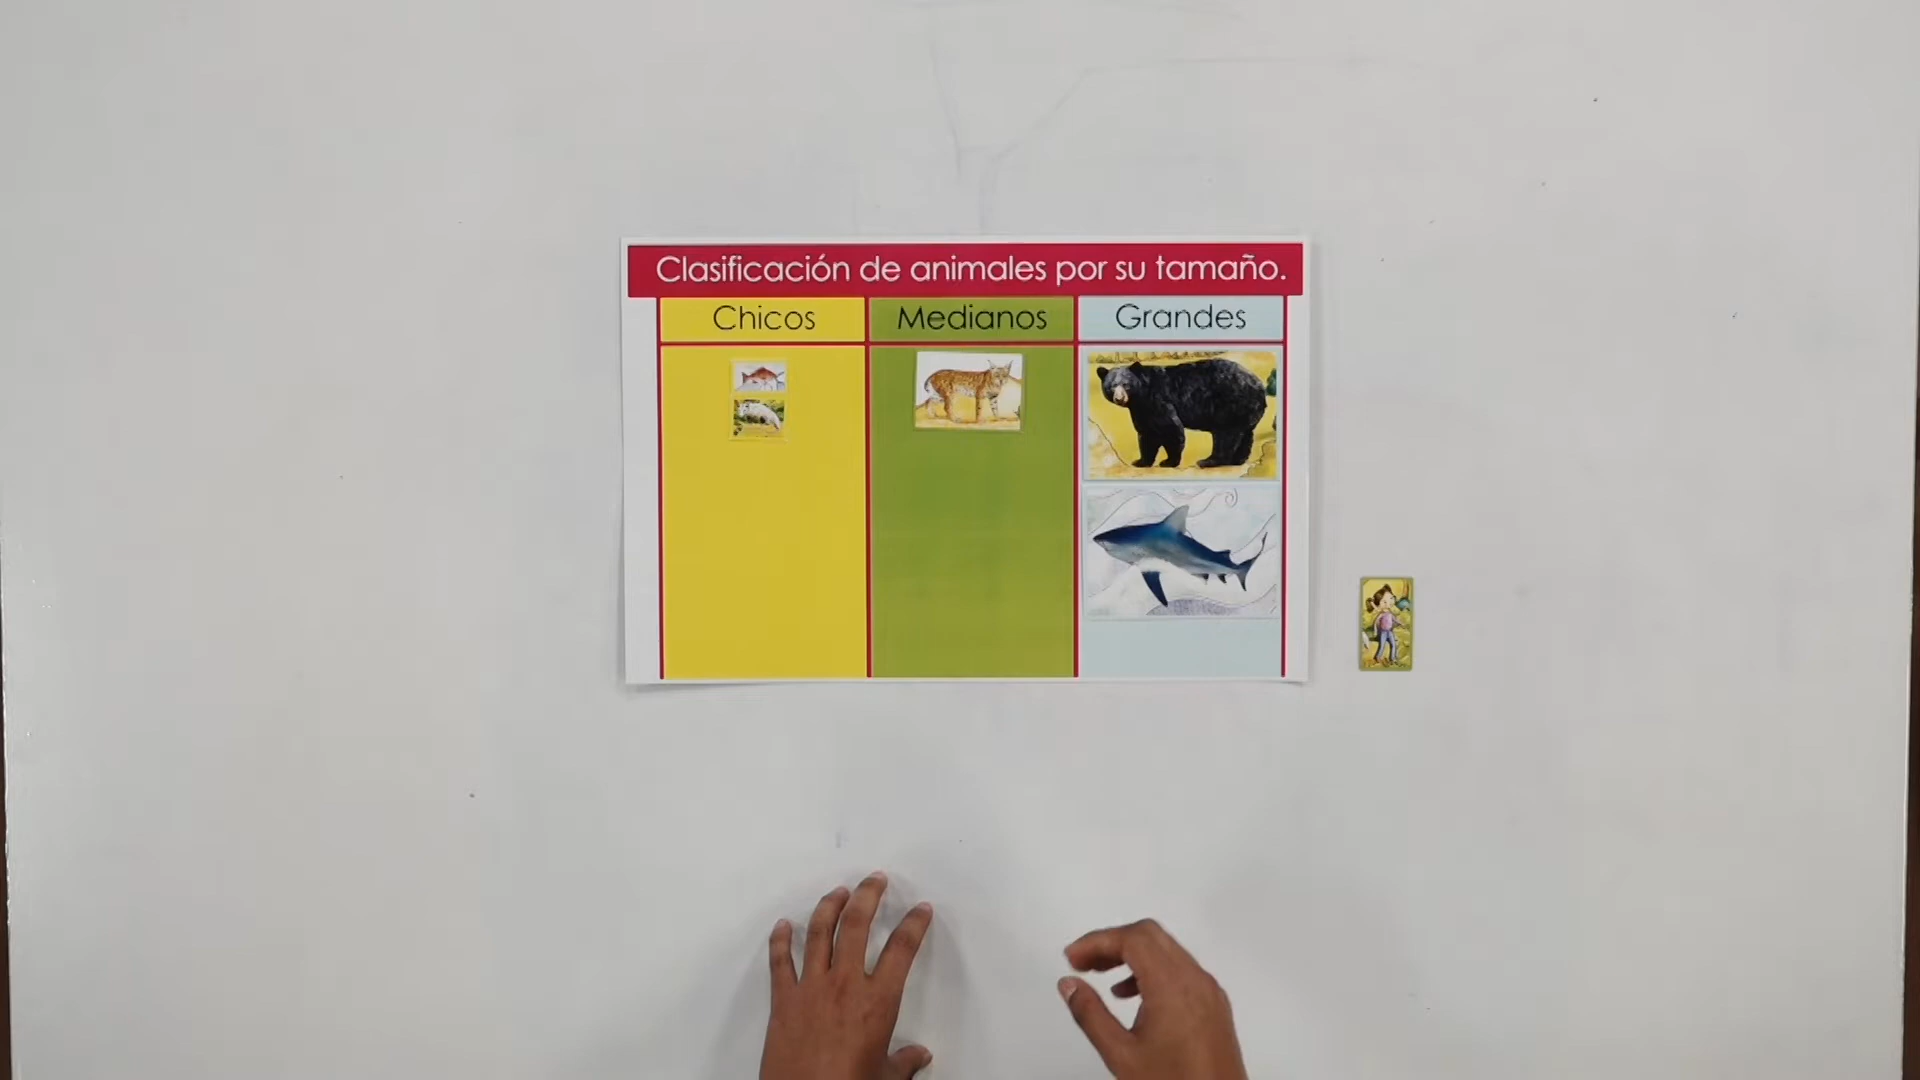 Clasificación de animales por su tamaño.
Chicos
Medianos
Grandes